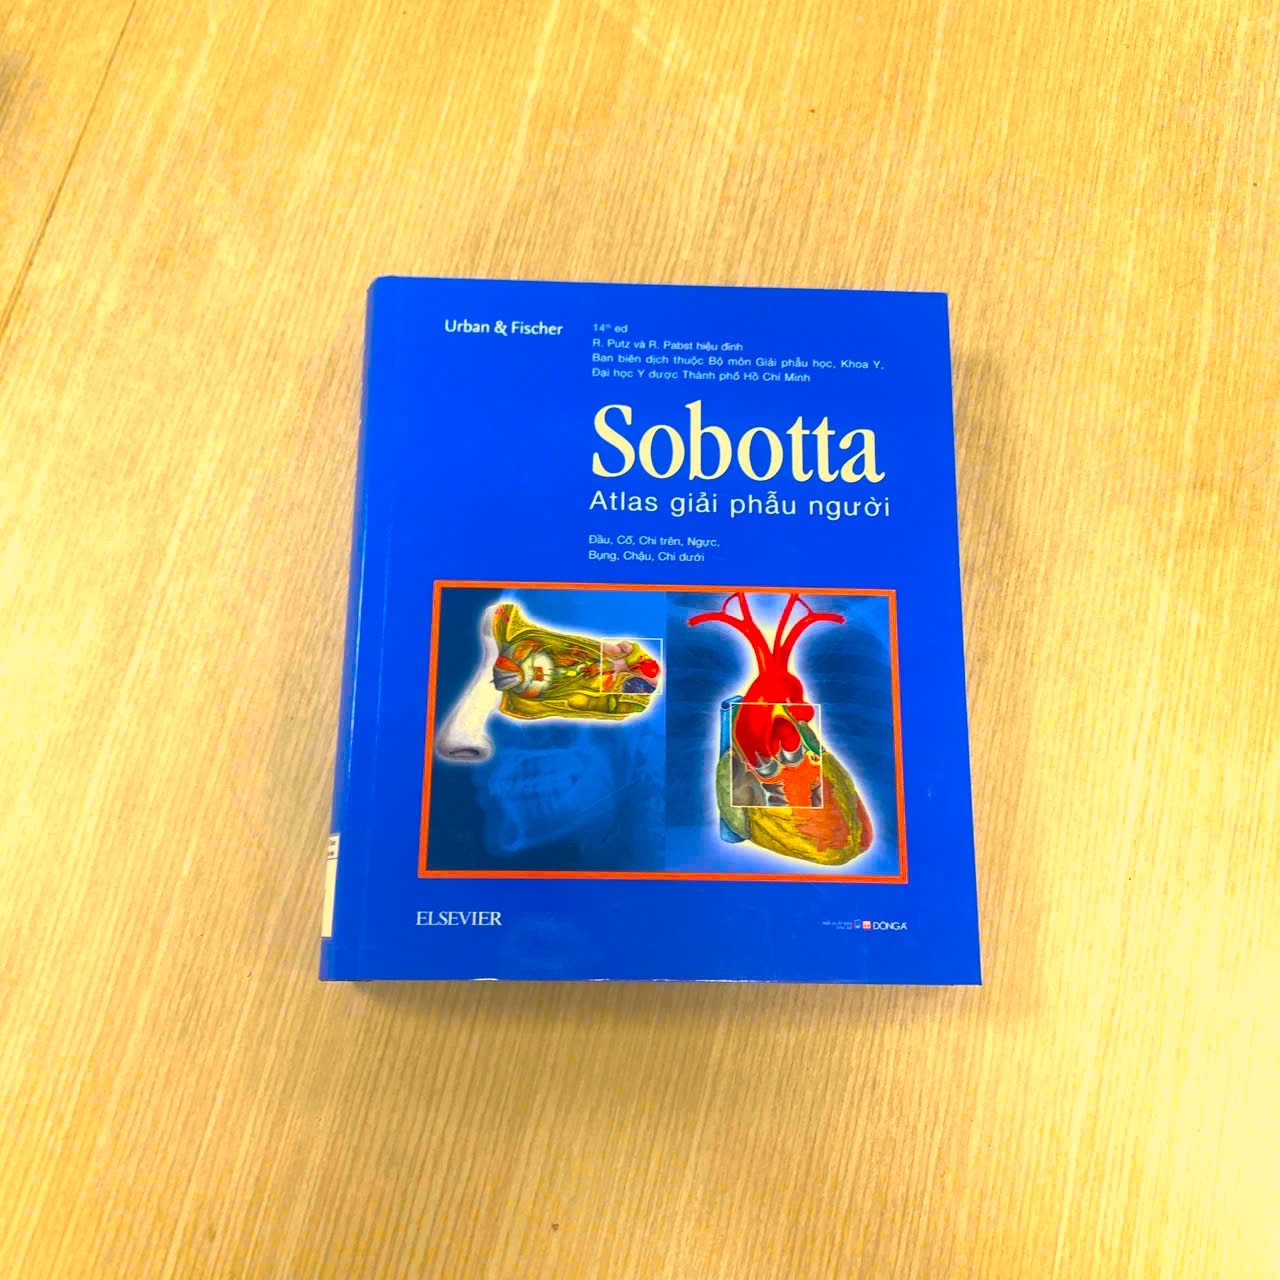 Urban & Fischer
14th ed
R. Putz và R. Pabst hiệu đính
Ban biên dịch thuộc Bộ môn Giải phẫu học, Khoa Y,
Đại học Y dược Thành phố Hồ Chí Minh
Sobotta
Atlas giải phẫu người
Đầu, Cổ, Chi trên, Ngực,
Bụng, Chậu, Chi dưới
ELSEVIER
ĐÔNG A